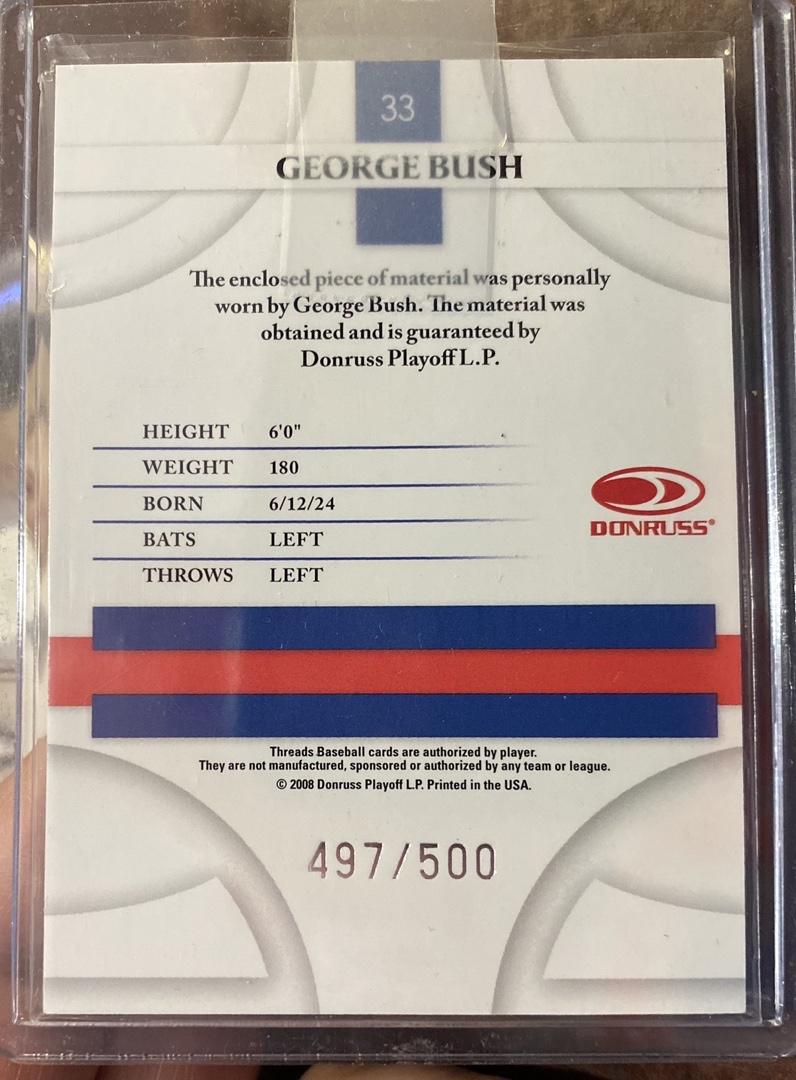 33
GEORGE BUSH
The enclosed piece of material was personally
worn by George Bush. The material was
obtained and is guaranteed by
Donruss Playoff L.P.
HEIGHT 6'0"
WEIGHT 180
BORN 6/12/24
BATS LEFT
THROWS LEFT
DONRUSS®
Threads Baseball cards are authorized by player.
They are not manufactured, sponsored or authorized by any team or league.
© 2008 Donruss Playoff L.P. Printed in the USA.
497/500